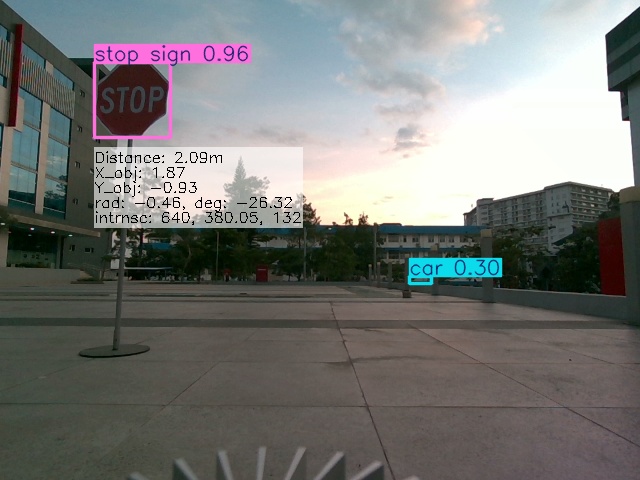 stop sign 0.96
STOP
Distance: 2.09m
X_obj: 1.87
Y_obj: −0.93
rad: −0.46, deg: −26.32
intrnsc: 640, 380.05, 132
car 0.30